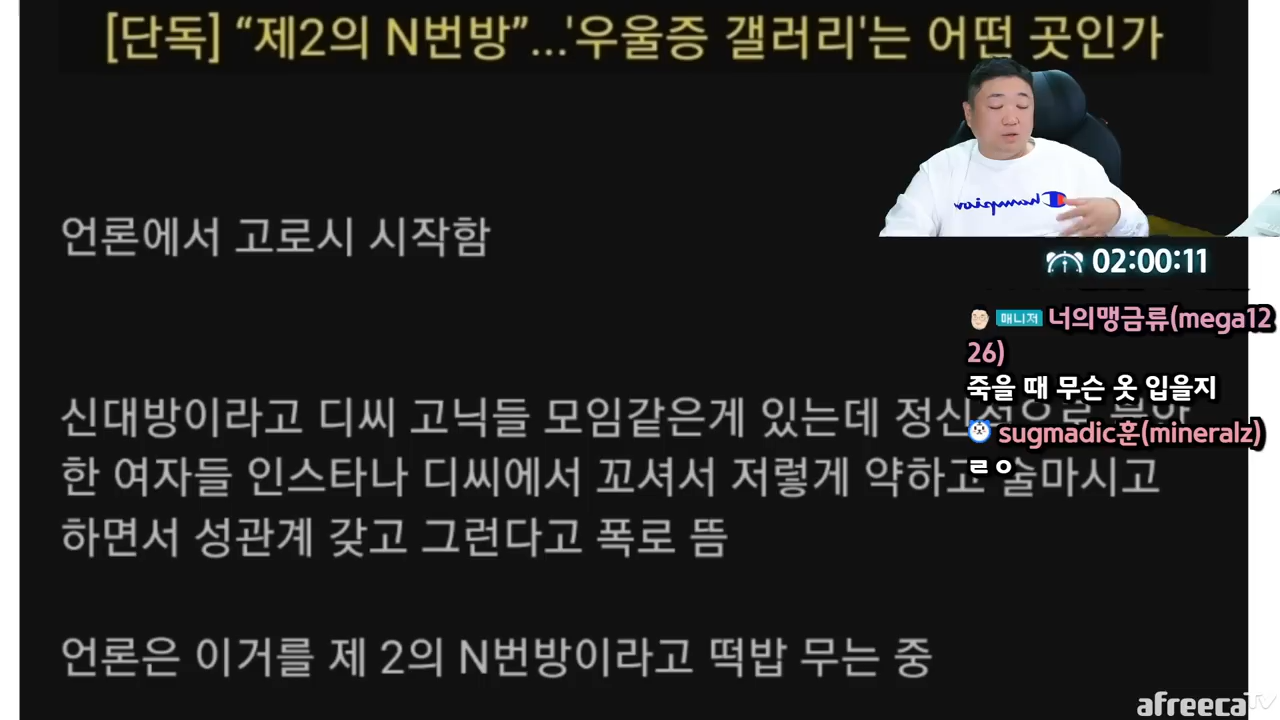 [단독] “제2의 N번방”...'우울증 갤러리'는 어떤 곳인가
언론에서 고로시 시작함
신대방이라고 디씨 고닉들 모임같은게 있는데
한 여자들 인스타나 디씨에서 꼬셔서 저렇게 약하고 술마시고
하면서 성관계 갖고 그런다고 폭로 뜸
언론은 이거를 제 2의 N번방이라고 떡밥 무는 중
Champion
02:00:11
매니저 너의맹금류(mega12
26)
죽을 때 무슨 옷 입을지
sugmadic훈(mineralz)
ㄹㅇ
afreecaTV